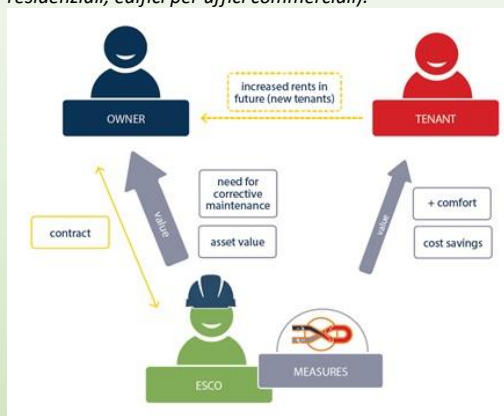 residenziali, edifici per uffici commerciali).
OWNER
increased rents in
future (new tenants)
TENANT
contract
value
need for
corrective
maintenance
asset value
value
+ comfort
cost savings
ESCO
MEASURES